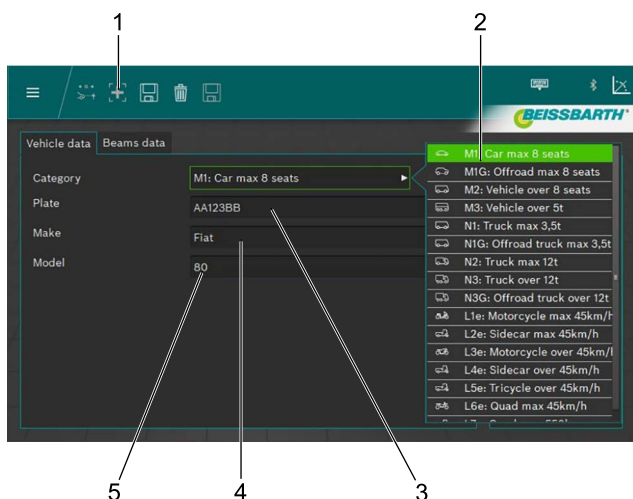 1
2
BEISSBARTH
Vehicle data
Beams data
Category
M1: Car max 8 seats
Plate
AA123BB
Make
Fiat
Model
80
M1: Car max 8 seats
M1G: Offroad max 8 seats
M2: Vehicle over 8 seats
M3: Vehicle over 5t
N1: Truck max 3,5t
N1G: Offroad truck max 3,5t
N2: Truck max 12t
N3: Truck over 12t
N3G: Offroad truck over 12t
L1e: Motorcycle max 45km/h
L2e: Sidecar max 45km/h
L3e: Motorcycle over 45km/
L4e: Sidecar over 45km/h
L5e: Tricycle over 45km/h
L6e: Quad max 45km/h
5
4
3